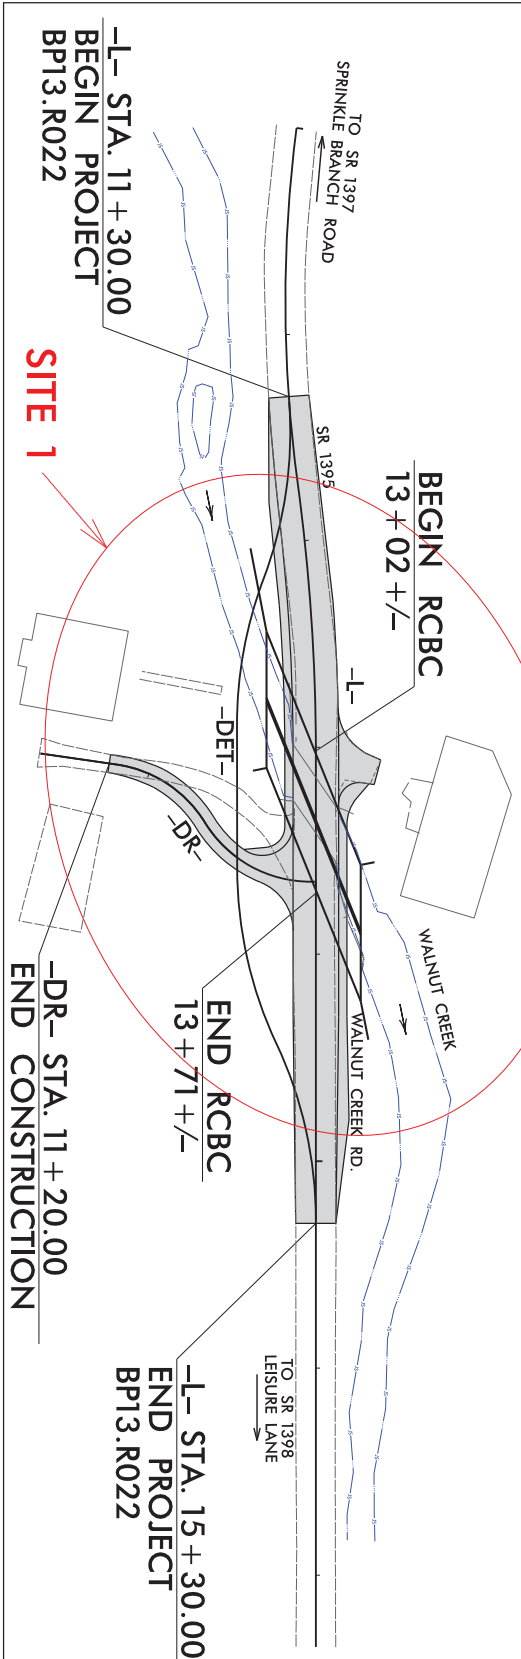 TO SR 1397
SPRINKLE BRANCH ROAD
-L- STA. 11+30.00
BEGIN PROJECT
BP13.R022
SITE 1
SR 1395
BEGIN RCBC
13+02 +/-
-L-
-DET-
-DR-
WALNUT CREEK
WALNUT CREEK RD.
END RCBC
13+71 +/-
-DR- STA. 11+20.00
END CONSTRUCTION
TO SR 1398
LEISURE LANE
-L- STA. 15+30.00
END PROJECT
BP13.R022